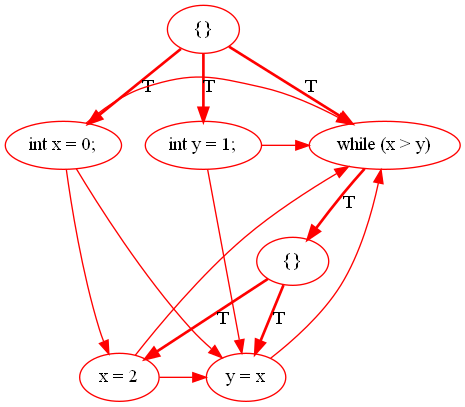 {}
T
T
T
int x = 0;
int y = 1;
while (x > y)
T
{}
T
T
x = 2
y = x